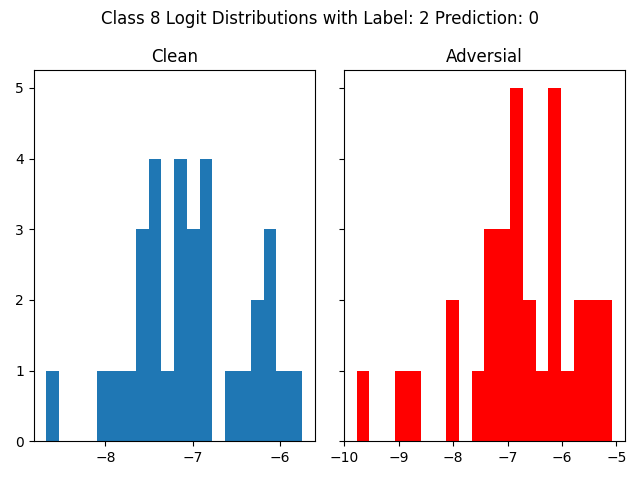 Class 8 Logit Distributions with Label: 2 Prediction: 0
Clean
Adversial
5
4
3
2
1
0
−8 −7 −6
−10 −9 −8 −7 −6 −5